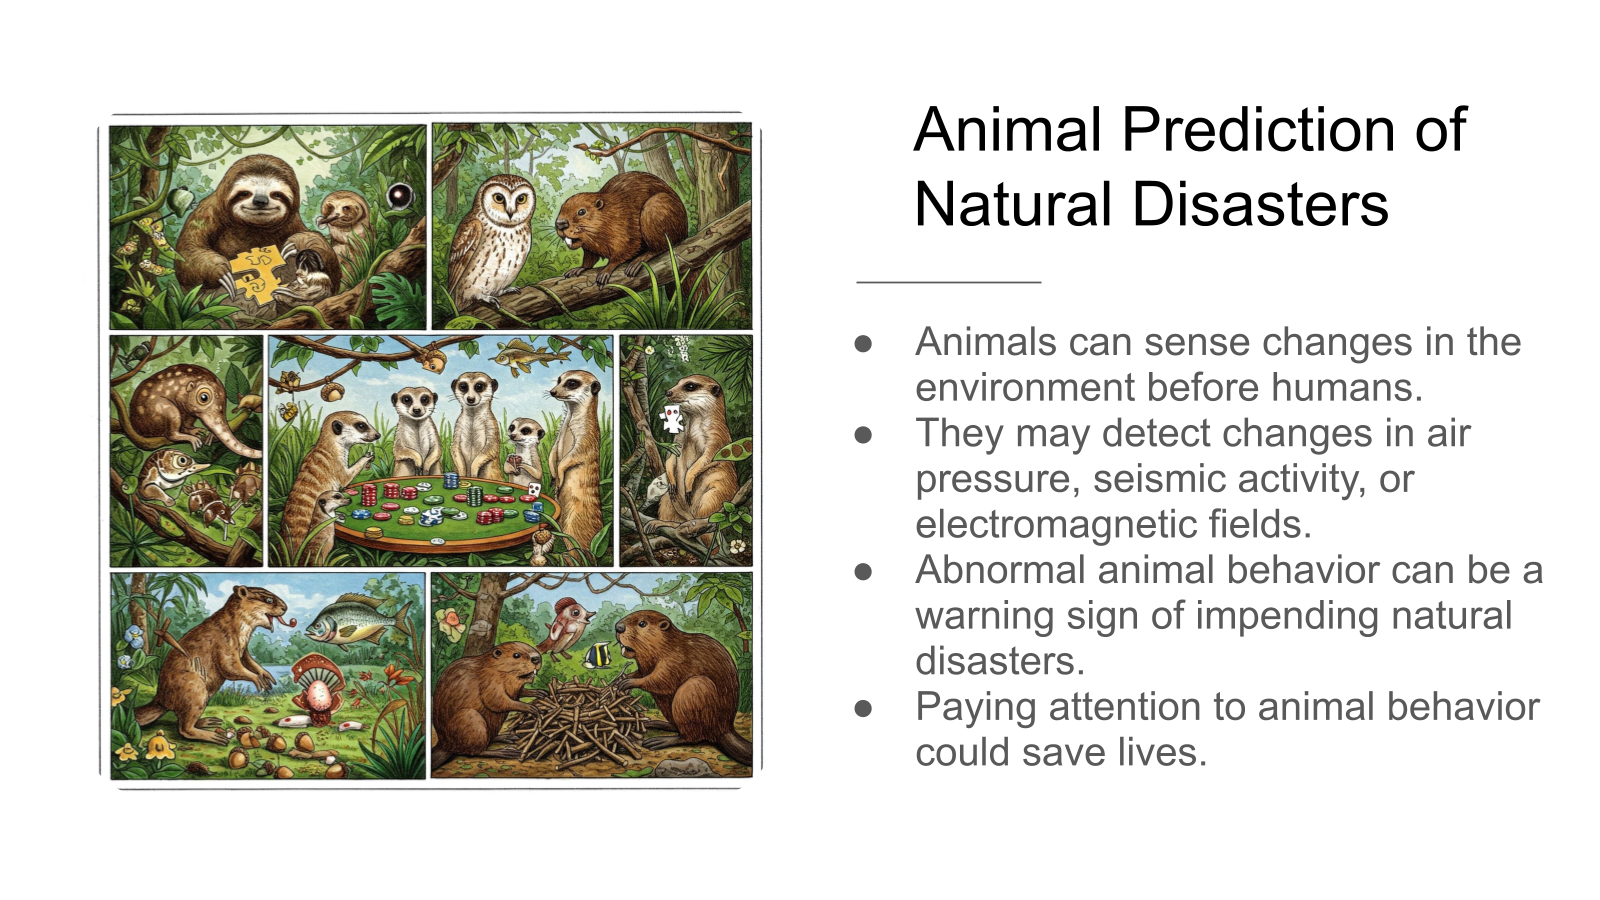 Animal Prediction of
Natural Disasters
● Animals can sense changes in the
environment before humans.
● They may detect changes in air
pressure, seismic activity, or
electromagnetic fields.
● Abnormal animal behavior can be a
warning sign of impending natural
disasters.
● Paying attention to animal behavior
could save lives.